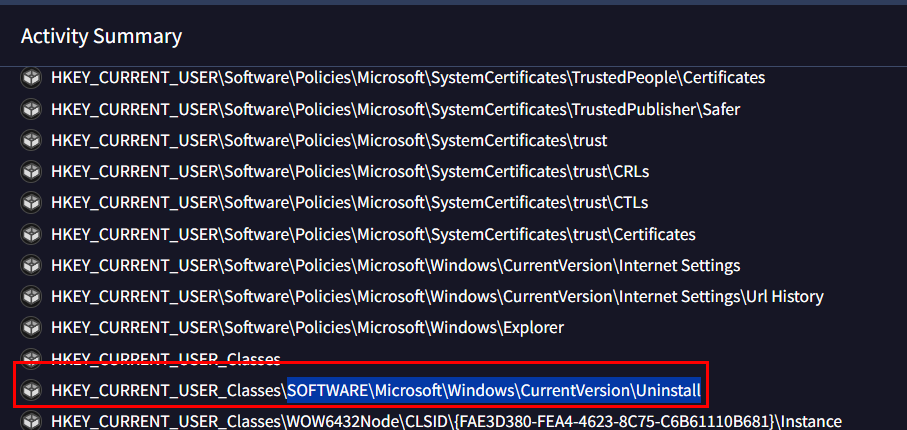 Activity Summary
HKEY_CURRENT_USER\Software\Policies\Microsoft\SystemCertificates\TrustedPeople\Certificates
HKEY_CURRENT_USER\Software\Policies\Microsoft\SystemCertificates\TrustedPublisher\Safer
HKEY_CURRENT_USER\Software\Policies\Microsoft\SystemCertificates\trust
HKEY_CURRENT_USER\Software\Policies\Microsoft\SystemCertificates\trust\CRLs
HKEY_CURRENT_USER\Software\Policies\Microsoft\SystemCertificates\trust\CTLs
HKEY_CURRENT_USER\Software\Policies\Microsoft\SystemCertificates\trust\Certificates
HKEY_CURRENT_USER\Software\Policies\Microsoft\Windows\CurrentVersion\Internet Settings
HKEY_CURRENT_USER\Software\Policies\Microsoft\Windows\CurrentVersion\Internet Settings\Url History
HKEY_CURRENT_USER\Software\Policies\Microsoft\Windows\Explorer
HKEY_CURRENT_USER_Classes
HKEY_CURRENT_USER_Classes\SOFTWARE\Microsoft\Windows\CurrentVersion\Uninstall
HKEY_CURRENT_USER_Classes\WOW6432Node\CLSID\{FAE3D380-FEA4-4623-8C75-C6B61110B681}\Instance